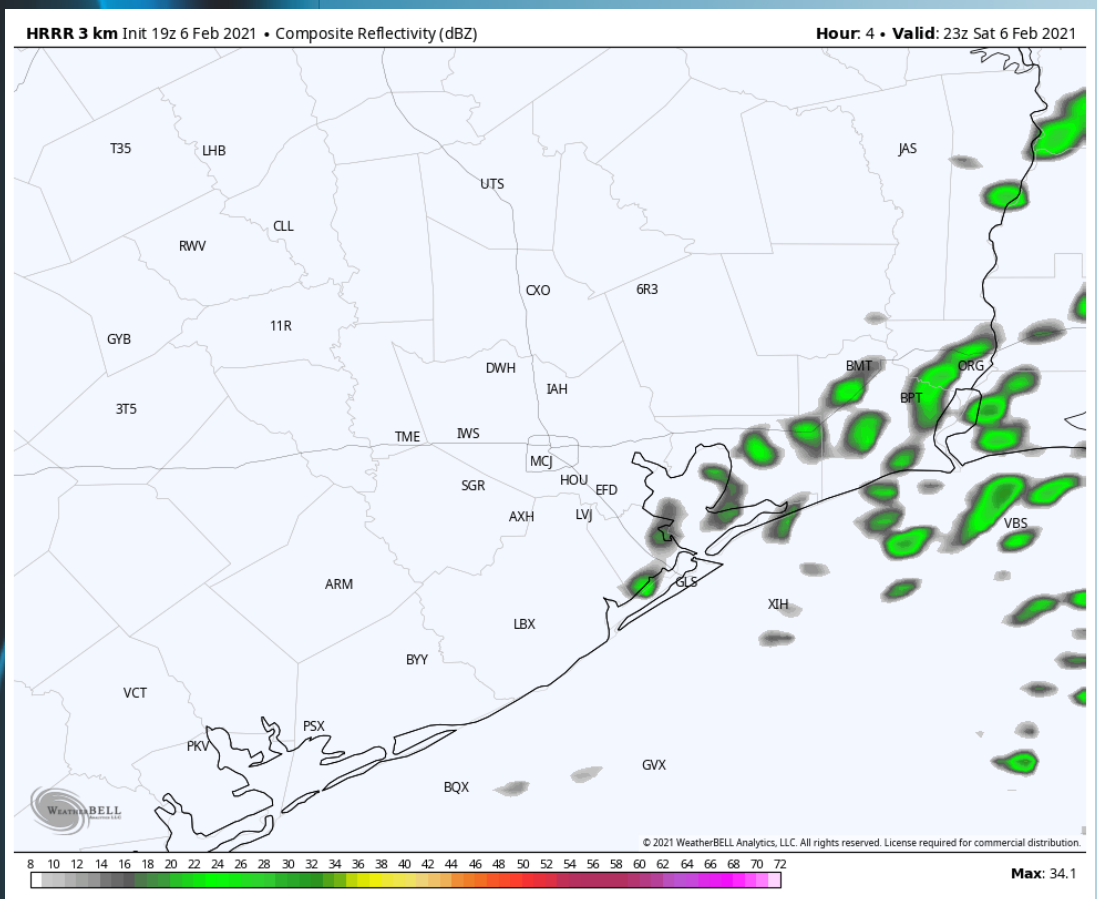 HRRR 3 km Init 19z 6 Feb 2021 • Composite Reflectivity (dBZ) Hour: 4 • Valid: 23z Sat 6 Feb 2021
T35 LHB JAS
UTS
CLL
RWV
CXO 6R3
11R
GYB
DWH BMT ORG
IAH
3T5 BPT
TME IWS
MCJ
HOU
SGR EFD
AXH LVJ
VBS
ARM GLS
XIH
LBX
BYY
VCT
PSX
PKV
GVX
BQX
WEATHERBELL
Analytics LLC
© 2021 WeatherBELL Analytics, LLC. All rights reserved. License required for commercial distribution.
8 10 12 14 16 18 20 22 24 26 28 30 32 34 36 38 40 42 44 46 48 50 52 54 56 58 60 62 64 66 68 70 72
Max: 34.1